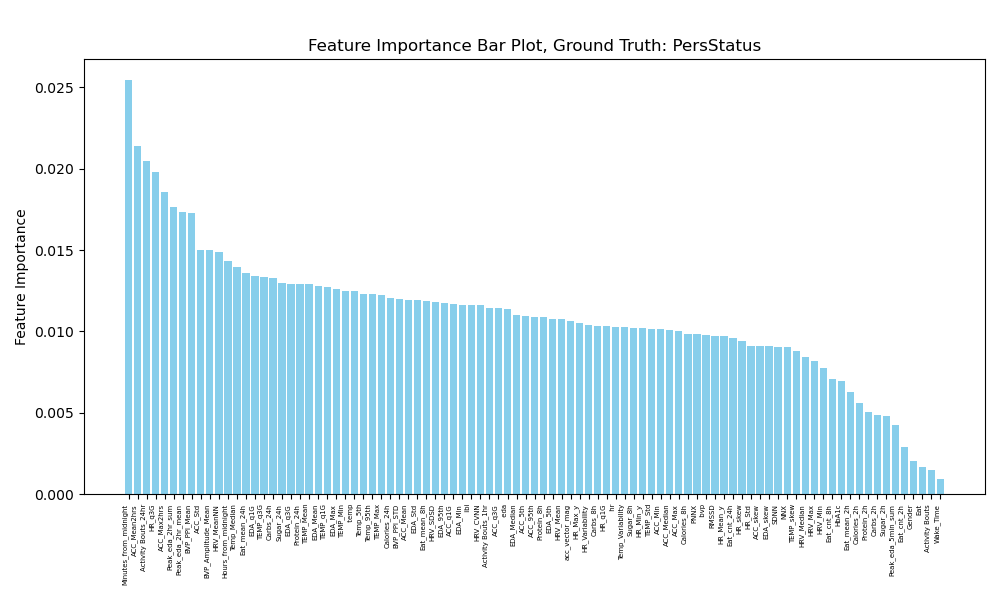 Feature Importance Bar Plot, Ground Truth: PersStatus
Feature Importance
0.025
0.020
0.015
0.010
0.005
0.000
Minutes_from_midnight
ACC_Mean2hrs
Activity Bouts_24hr
HR_q3G
ACC_Max2hrs
Peak_eda_2hr_sum
Peak_eda_2hr_mean
BVP_PPI_Mean
ACC_Std
BVP_Amplitude_Mean
HRV_MeanNN
Hours_from_midnight
Temp_Median
Eat_mean_24h
EDA_q1G
TEMP_q3G
Carbs_24h
Sugar_24h
EDA_q3G
Protein_24h
TEMP_Mean
EDA_Mean
TEMP_q1G
EDA_Max
TEMP_Min
temp
Temp_5th
Temp_95th
TEMP_Max
Calories_24h
BVP_PPI_STD
ACC_Mean
EDA_Std
Eat_mean_8h
HRV_SDSD
EDA_95th
ACC_q1G
EDA_Min
ibi
HRV_CVNN
Activity Bouts_1hr
ACC_q3G
eda
EDA_Median
ACC_5th
ACC_95th
Protein_8h
EDA_5th
HRV_Mean
acc_vector_mag
HR_Max_y
HR_Variability
Carbs_8h
HR_q1G
hr
Temp_Variability
Sugar_8h
HR_Min_y
TEMP_Std
ACC_Min
ACC_Median
ACC_Max
Calories_8h
PNNX
bvp
RMSSD
HR_Mean_y
Eat_cnt_24h
HR_skew
HR_Std
ACC_skew
EDA_skew
SDNN
NNX
TEMP_skew
HRV_Median
HRV_Max
HRV_Min
Eat_cnt_8h
HbA1c
Eat_mean_2h
Calories_2h
Protein_2h
Carbs_2h
Sugar_2h
Peak_eda_5min_sum
Eat_cnt_2h
Gender
Eat
Activity_bouts
Wake_Time